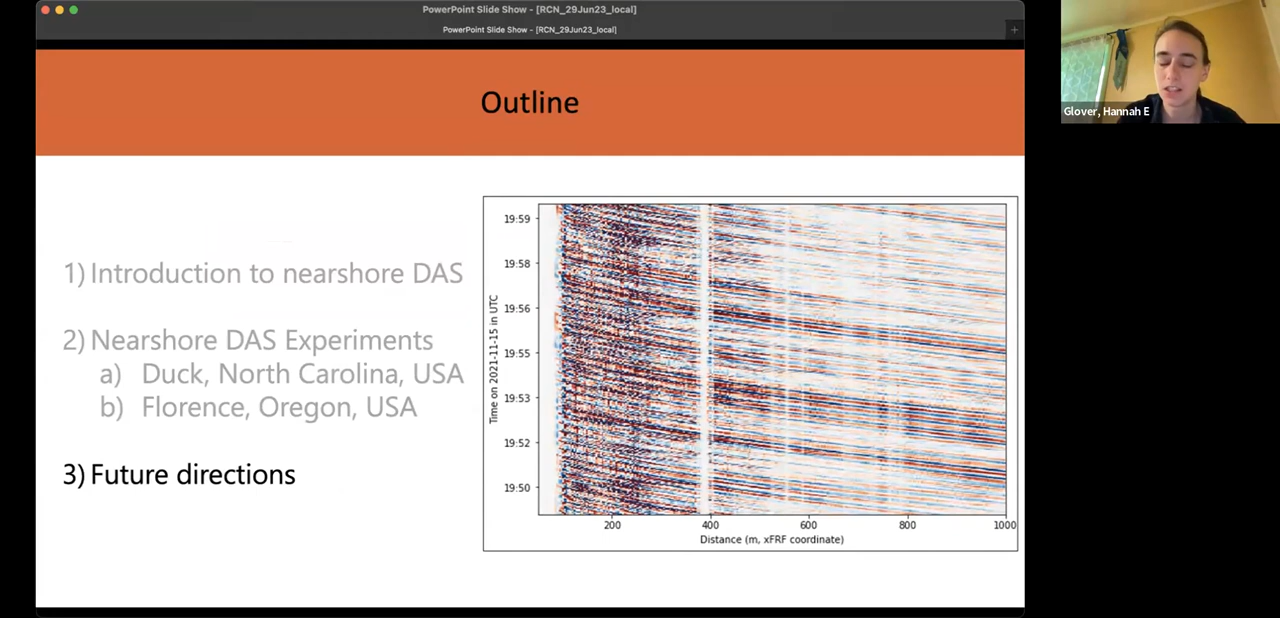 PowerPoint Slide Show - [RCN_29Jun23_local]
PowerPoint Slide Show - [RCN_29Jun23_local]
+
Outline
1) Introduction to nearshore DAS
2) Nearshore DAS Experiments
a) Duck, North Carolina, USA
b) Florence, Oregon, USA
3) Future directions
Time on 2021-11-15 in UTC
19:59
19:58
19:56
19:55
19:53
19:52
19:50
200 400 600 800 1000
Distance (m, xFRF coordinate)
Glover, Hannah E